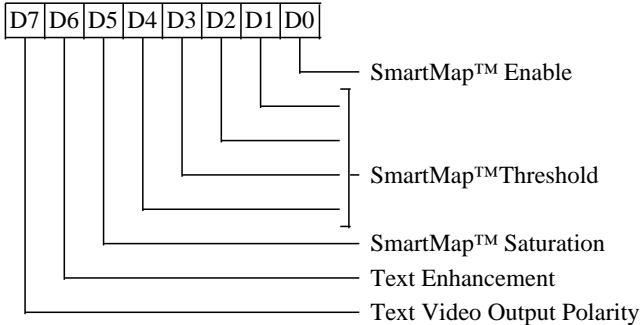 D7 D6 D5 D4 D3 D2 D1 D0
SmartMap™ Enable
SmartMap™Threshold
SmartMap™ Saturation
Text Enhancement
Text Video Output Polarity